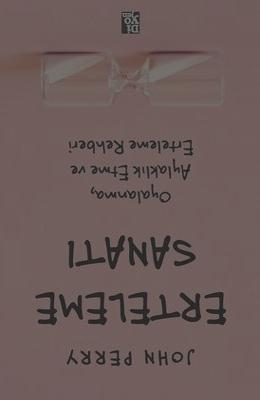 JOHN PERRY
ERTELEME
SANATI
Oyalanma,
Aylaklık Etme ve
Erteleme Rehberi